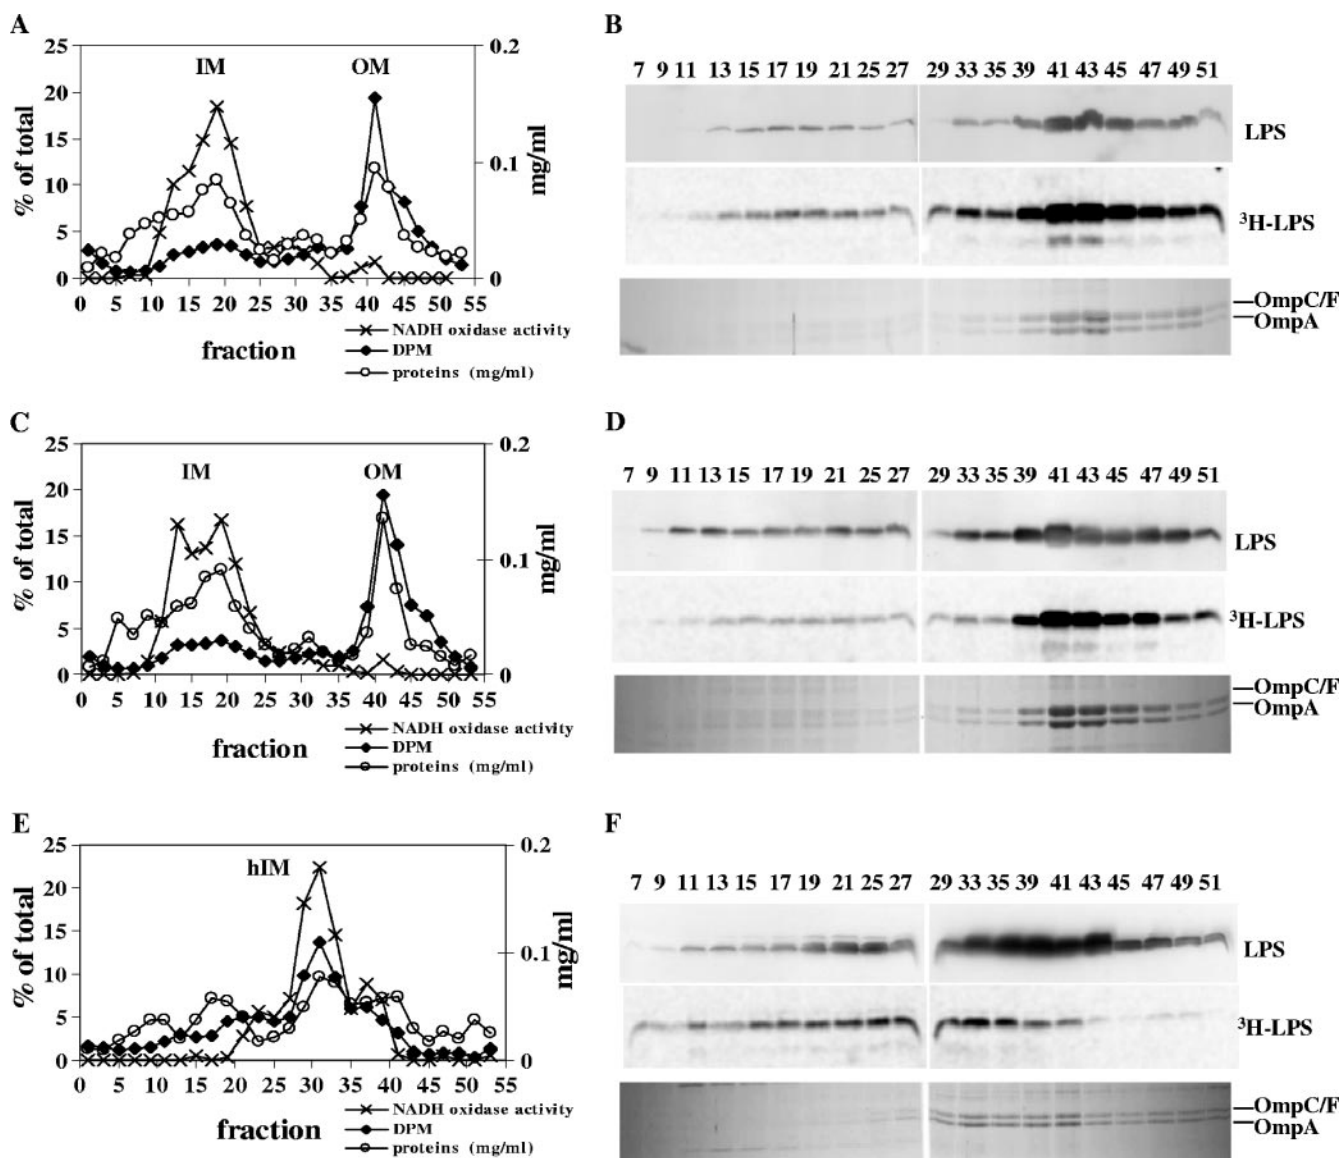 A
B
25
20
15
10
5
0
% of total
0.2
0.1
0
mg/ml
IM
OM
0 5 10 15 20 25 30 35 40 45 50 55
fraction
NADH oxidase activity
DPM
proteins (mg/ml)
7 9 11 13 15 17 19 21 25 27 29 33 35 39 41 43 45 47 49 51
LPS
³H-LPS
OmpC/F
OmpA
C
D
25
20
15
10
5
0
% of total
0.2
0.1
0
mg/ml
IM
OM
0 5 10 15 20 25 30 35 40 45 50 55
fraction
NADH oxidase activity
DPM
proteins (mg/ml)
7 9 11 13 15 17 19 21 25 27 29 33 35 39 41 43 45 47 49 51
LPS
³H-LPS
OmpC/F
OmpA
E
F
25
20
15
10
5
0
% of total
0.2
0.1
0
mg/ml
hIM
0 5 10 15 20 25 30 35 40 45 50 55
fraction
NADH oxidase activity
DPM
proteins (mg/ml)
7 9 11 13 15 17 19 21 25 27 29 33 35 39 41 43 45 47 49 51
LPS
³H-LPS
OmpC/F
OmpA